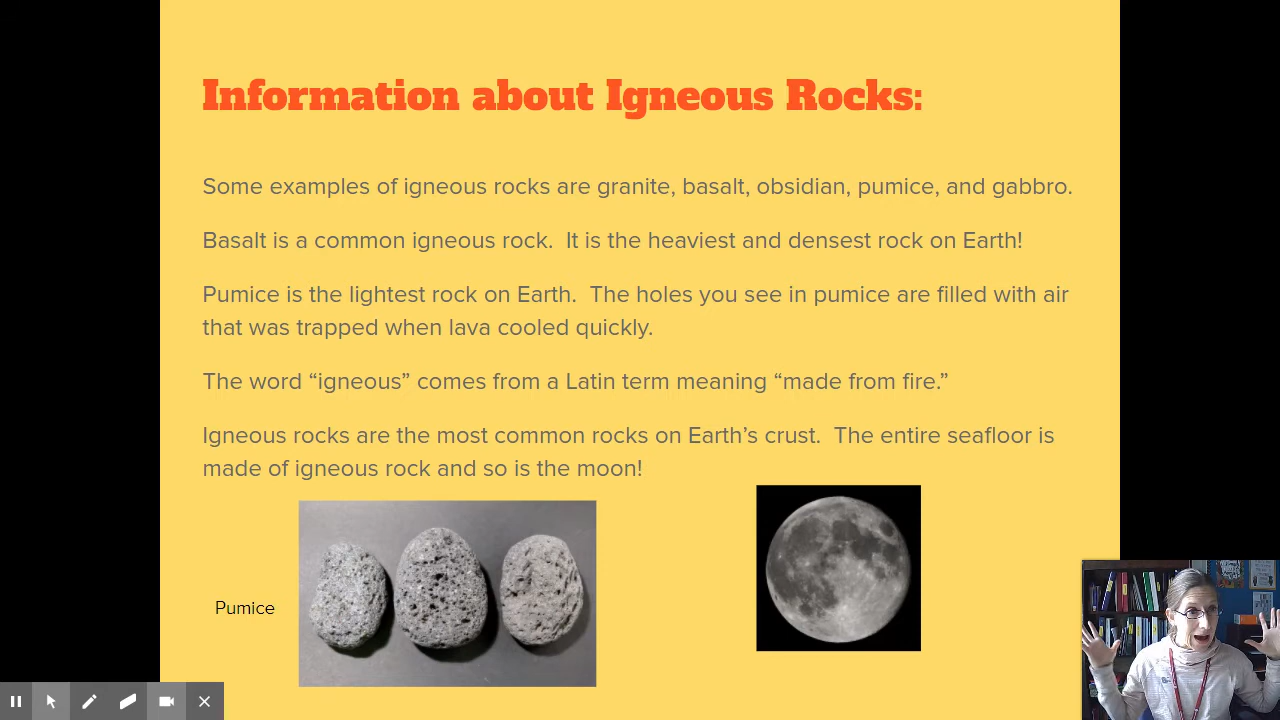 Information about Igneous Rocks:
Some examples of igneous rocks are granite, basalt, obsidian, pumice, and gabbro.
Basalt is a common igneous rock.  It is the heaviest and densest rock on Earth!
Pumice is the lightest rock on Earth.  The holes you see in pumice are filled with air
that was trapped when lava cooled quickly.
The word “igneous” comes from a Latin term meaning “made from fire.”
Igneous rocks are the most common rocks on Earth’s crust.  The entire seafloor is
made of igneous rock and so is the moon!
Pumice